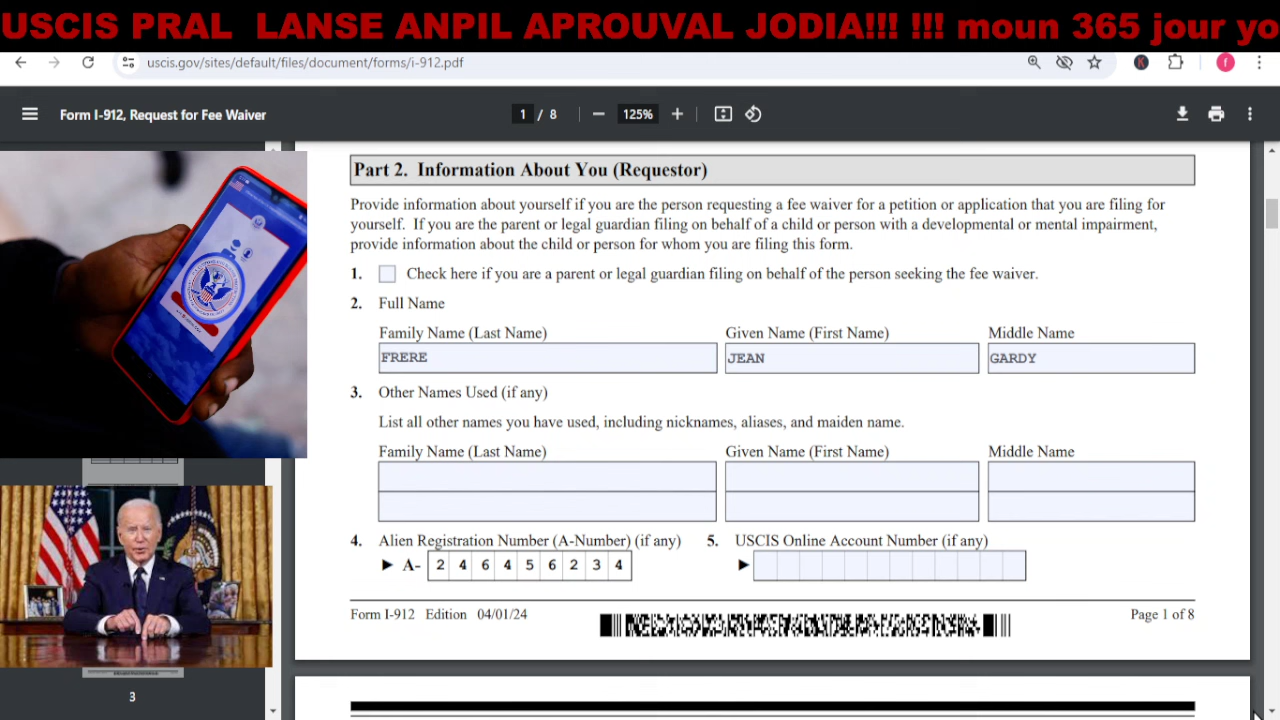 USCIS PRAL LANSE ANPIL APROUVAL JODIA!!! !!! moun 365 jour yo
uscis.gov/sites/default/files/document/forms/i-912.pdf
K
f
Form I-912, Request for Fee Waiver
1 / 8
125%
Part 2. Information About You (Requestor)
Provide information about yourself if you are the person requesting a fee waiver for a petition or application that you are filing for
yourself. If you are the parent or legal guardian filing on behalf of a child or person with a developmental or mental impairment,
provide information about the child or person for whom you are filing this form.
1. Check here if you are a parent or legal guardian filing on behalf of the person seeking the fee waiver.
2. Full Name
Family Name (Last Name) Given Name (First Name) Middle Name
FRERE JEAN GARDY
3. Other Names Used (if any)
List all other names you have used, including nicknames, aliases, and maiden name.
Family Name (Last Name) Given Name (First Name) Middle Name
4. Alien Registration Number (A-Number) (if any) 5. USCIS Online Account Number (if any)
► A- 2 4 6 4 5 6 2 3 4 ►
Form I-912 Edition 04/01/24 Page 1 of 8
3